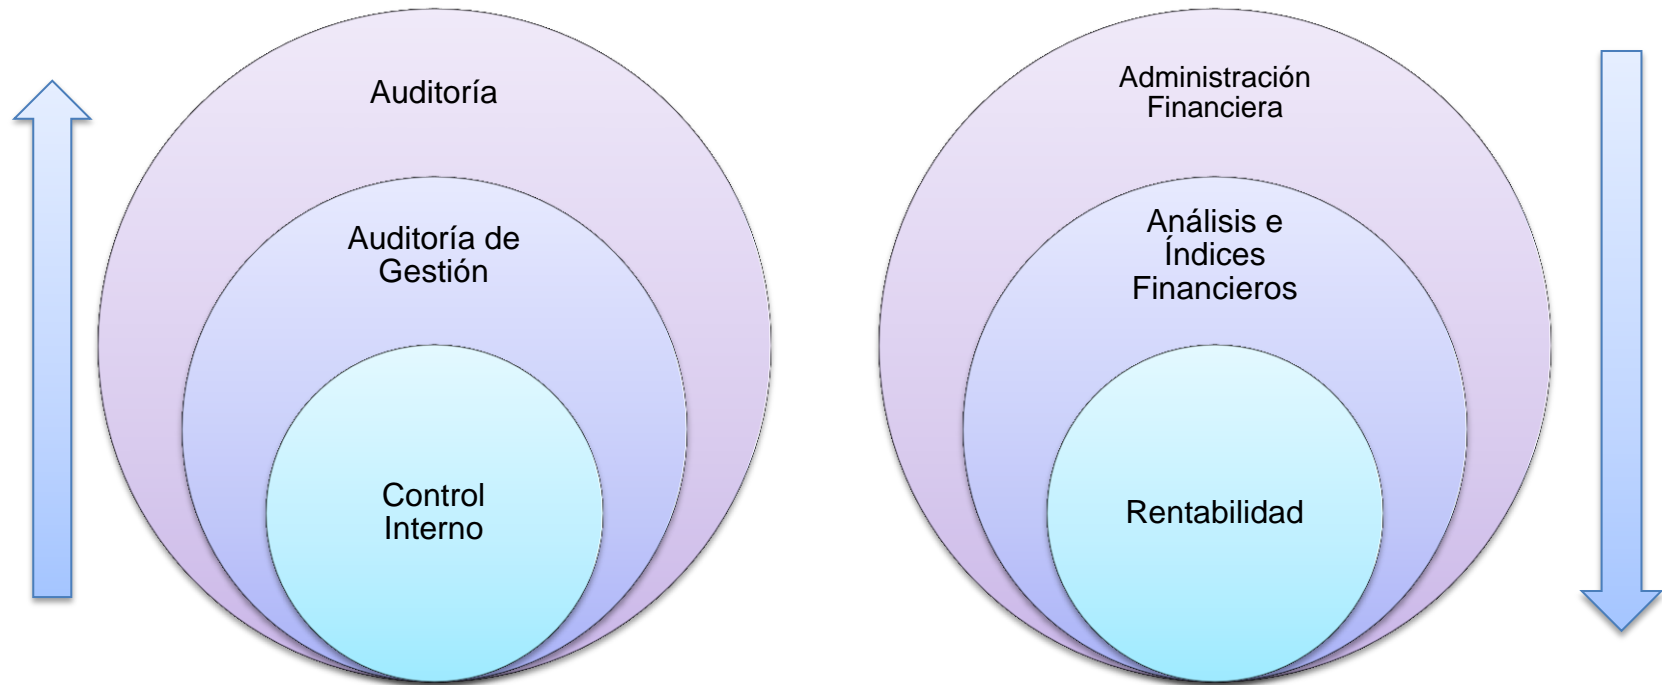 Auditoría
Auditoría de
Gestión
Control
Interno
Administración
Financiera
Análisis e
Índices
Financieros
Rentabilidad